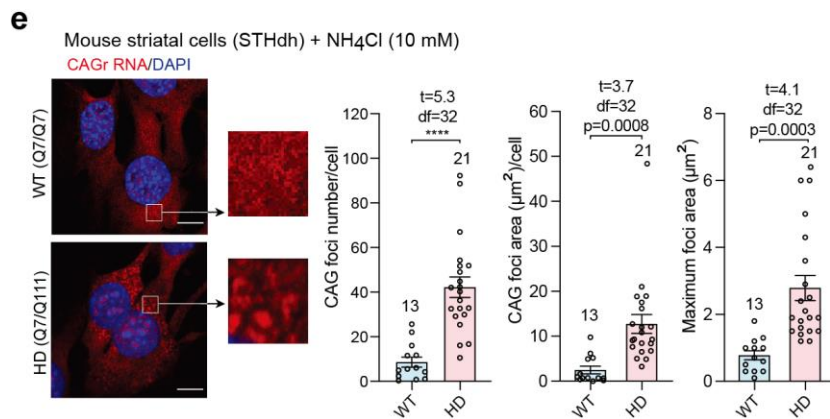 e
Mouse striatal cells (STHdh) + NH4Cl (10 mM)
CAGr RNA/DAPI
WT (Q7/Q7)
HD (Q7/Q111)
CAG foci number/cell
120
100
80
60
40
20
0
t=5.3
df=32
****
21
13
WT
HD
CAG foci area (μm²)/cell
60
50
40
30
20
10
0
t=3.7
df=32
p=0.0008
21
13
WT
HD
Maximum foci area (μm²)
8
6
4
2
0
t=4.1
df=32
p=0.0003
21
13
WT
HD